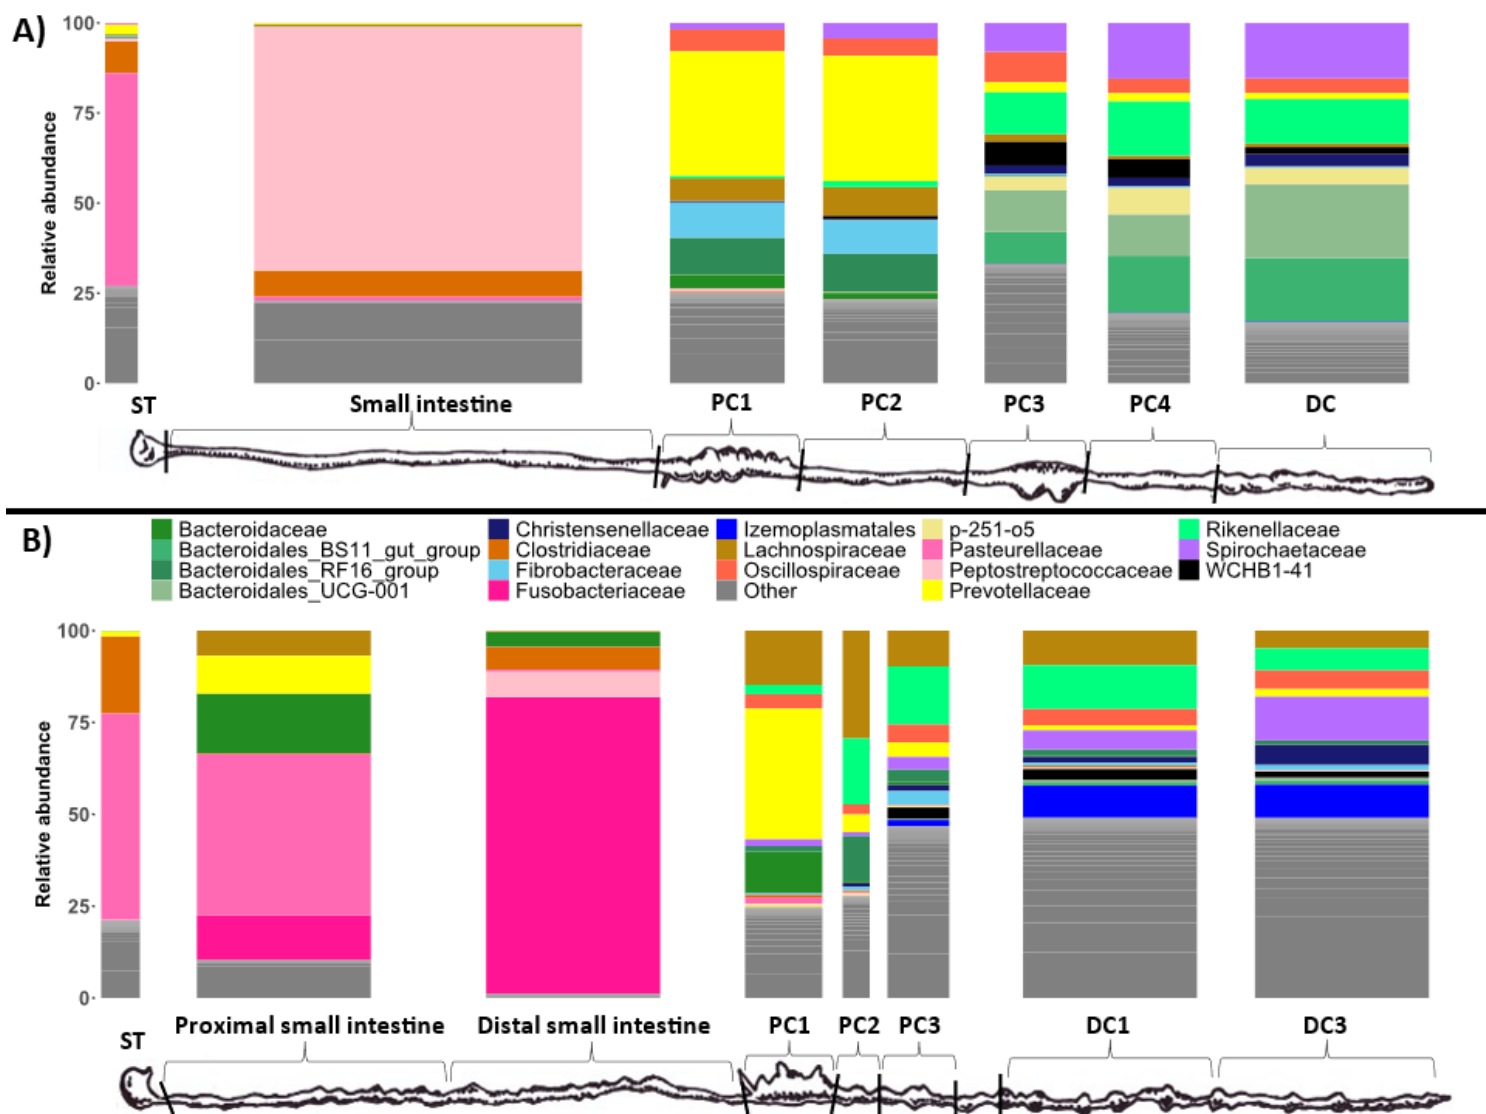 A)
Relative abundance
100
75
50
25
0
ST Small intestine PC1 PC2 PC3 PC4 DC
B)
Bacteroidaceae Christensenellaceae Izemoplasmatales p-251-o5 Rikenellaceae
Bacteroidales_BS11_gut_group Clostridiaceae Lachnospiraceae Pasteurellaceae Spirochaetaceae
Bacteroidales_RF16_group Fibrobacteraceae Oscillospiraceae Peptostreptococcaceae WCHB1-41
Bacteroidales_UCG-001 Fusobacteriaceae Other Prevotellaceae
Relative abundance
100
75
50
25
0
ST Proximal small intestine Distal small intestine PC1 PC2 PC3 DC1 DC3